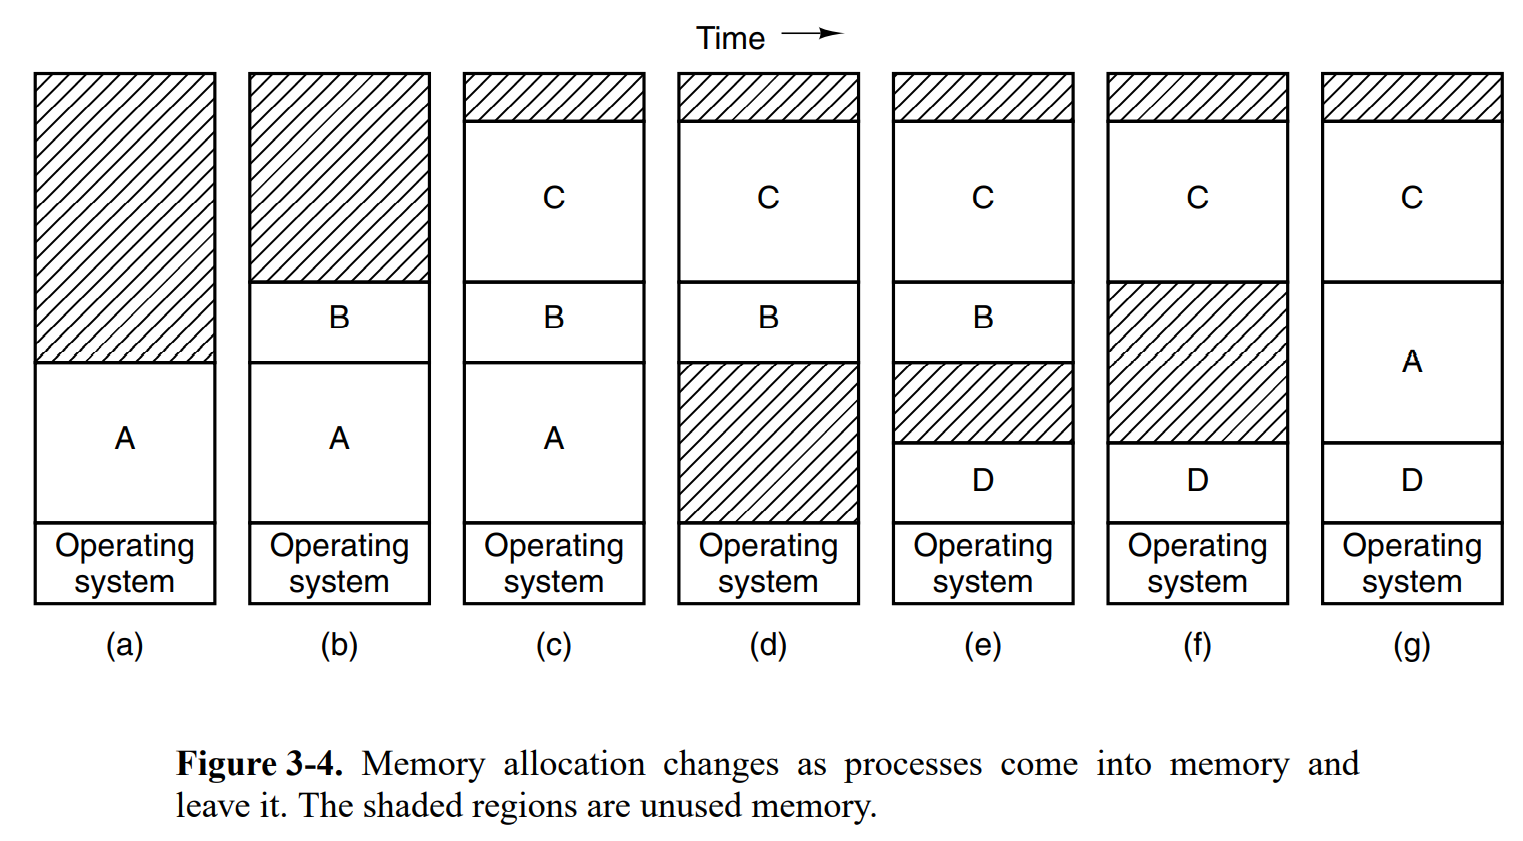 Time
C C C C C
B B B B
A
A A A
D D D
Operating system Operating system Operating system Operating system Operating system Operating system Operating system
(a) (b) (c) (d) (e) (f) (g)
Figure 3-4. Memory allocation changes as processes come into memory and
leave it. The shaded regions are unused memory.